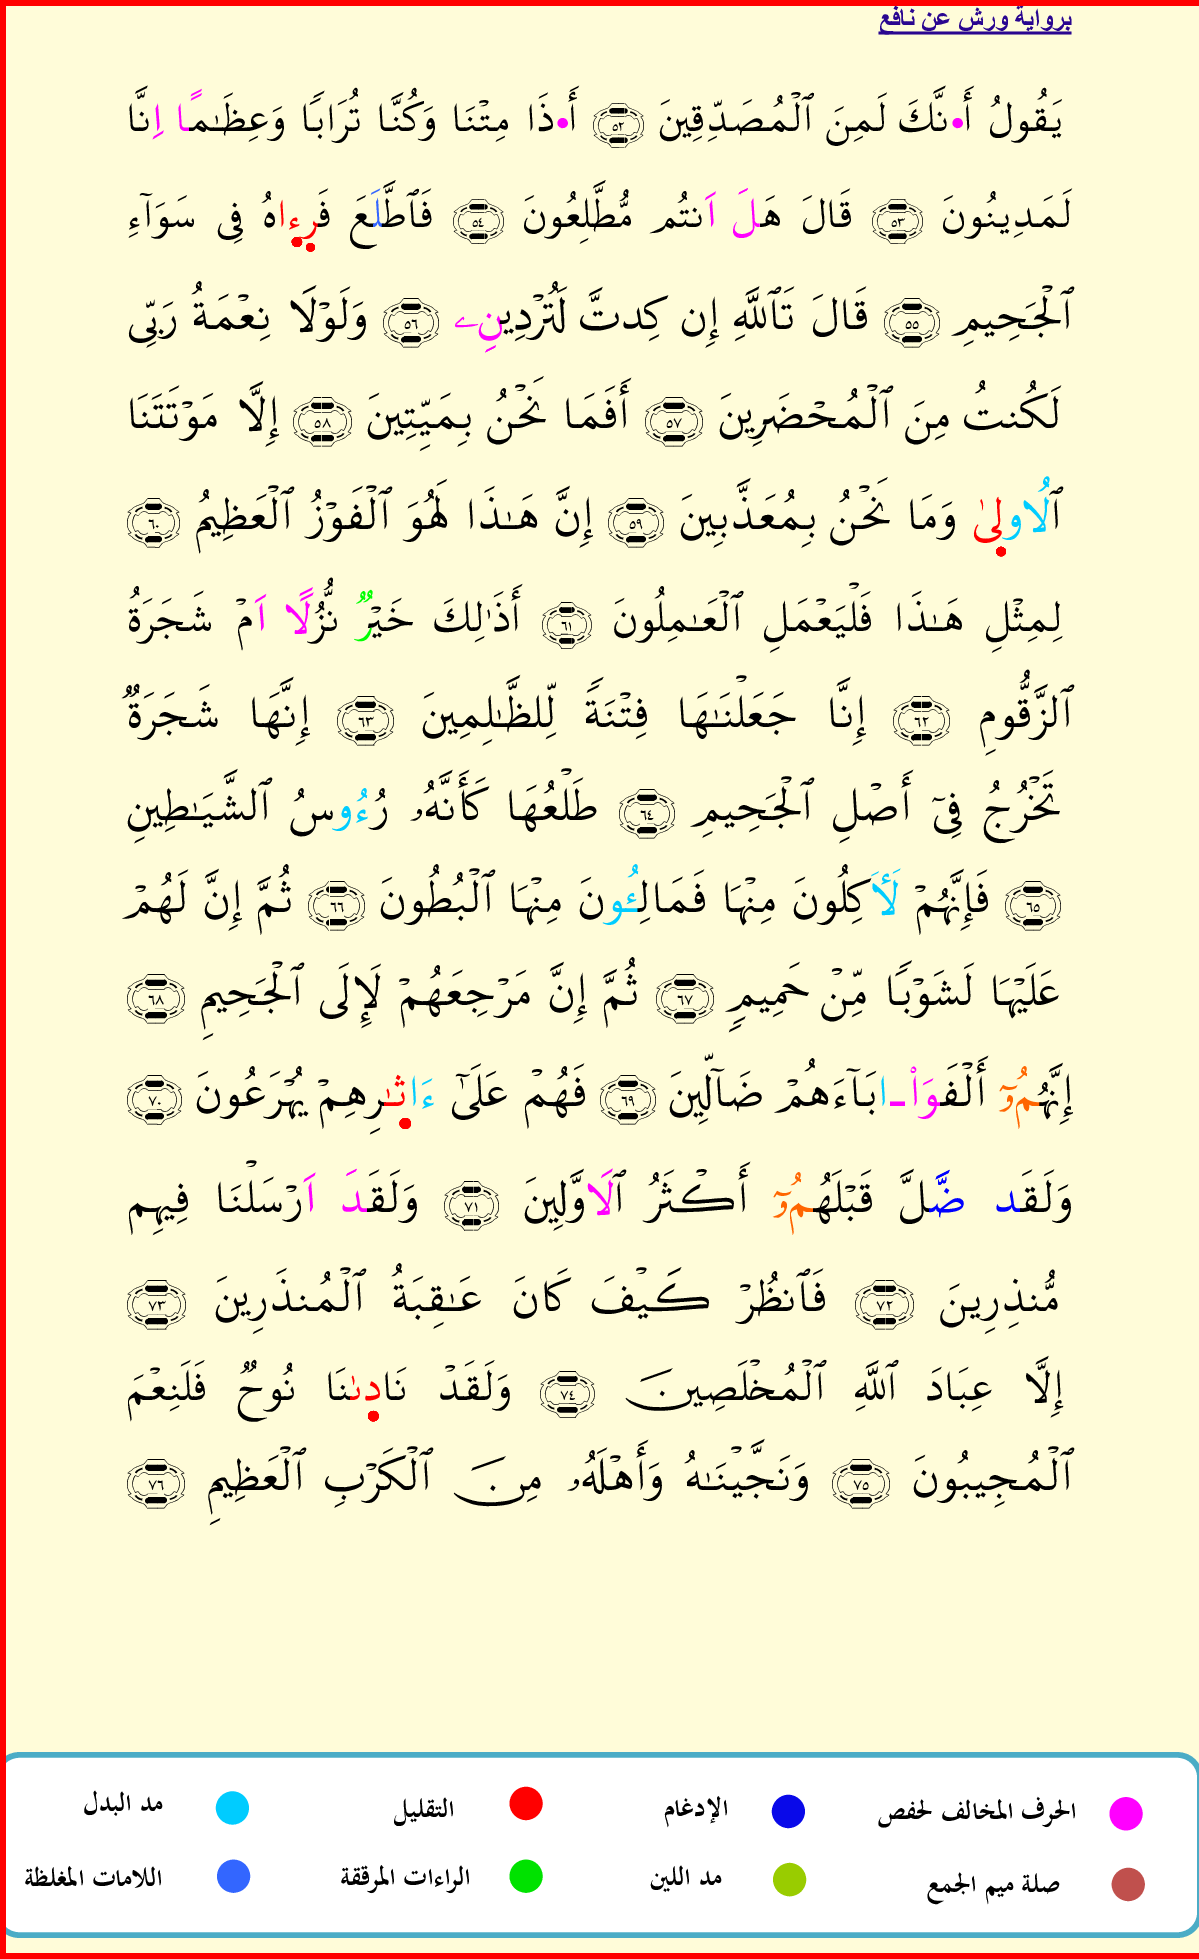 برواية ورش عن نافع
يَقُولُ أَ•نَّكَ لَمِنَ ٱلْمُصَدِّقِينَ ٥٢ أَ•ذَا مِتْنَا وَكُنَّا تُرَابًا وَعِظَٰمًا اِنَّا
لَمَدِينُونَ ٥٣ قَالَ هَلَ اَنتُم مُّطَّلِعُونَ ٥٤ فَٱطَّلَعَ فَرِءاهُ فِى سَوَآءِ
ٱلْجَحِيمِ ٥٥ قَالَ تَٱللَّهِ إِن كِدتَّ لَتُرْدِينِۦ ٥٦ وَلَوْلَا نِعْمَةُ رَبِّى
لَكُنتُ مِنَ ٱلْمُحْضَرِينَ ٥٧ أَفَمَا نَحْنُ بِمَيِّتِينَ ٥٨ إِلَّا مَوْتَتَنَا
ٱلُاولِىٰ وَمَا نَحْنُ بِمُعَذَّبِينَ ٥٩ إِنَّ هَٰذَا لَهُوَ ٱلْفَوْزُ ٱلْعَظِيمُ ٦٠
لِمِثْلِ هَٰذَا فَلْيَعْمَلِ ٱلْعَٰمِلُونَ ٦١ أَذَٰلِكَ خَيْرٌ نُّزُلًا اَمْ شَجَرَةُ
ٱلزَّقُّومِ ٦٢ إِنَّا جَعَلْنَٰهَا فِتْنَةً لِّلظَّٰلِمِينَ ٦٣ إِنَّهَا شَجَرَةٌ
تَخْرُجُ فِىٓ أَصْلِ ٱلْجَحِيمِ ٦٤ طَلْعُهَا كَأَنَّهُۥ رُءُوسُ ٱلشَّيَٰطِينِ
٦٥ فَإِنَّهُمْ لَأَكِلُونَ مِنْهَا فَمَالِـُٔونَ مِنْهَا ٱلْبُطُونَ ٦٦ ثُمَّ إِنَّ لَهُمْ
عَلَيْهَا لَشَوْبًا مِّنْ حَمِيمٍ ٦٧ ثُمَّ إِنَّ مَرْجِعَهُمْ لَإِلَى ٱلْجَحِيمِ ٦٨
إِنَّهُمُۥٓ أَلْفَوَاْ ـابَآءَهُمْ ضَآلِّينَ ٦٩ فَهُمْ عَلَىٰٓ ءَاثِٰرِهِمْ يُهْرَعُونَ ٧٠
وَلَقَد ضَّلَّ قَبْلَهُمُۥٓ أَكْثَرُ ٱلَاوَّلِينَ ٧١ وَلَقَدَ اَرْسَلْنَا فِيهِم
مُّنذِرِينَ ٧٢ فَٱنظُرْ كَيْفَ كَانَ عَٰقِبَةُ ٱلْمُنذَرِينَ ٧٣
إِلَّا عِبَادَ ٱللَّهِ ٱلْمُخْلَصِينَ ٧٤ وَلَقَدْ نَادِىٰنَا نُوحٌ فَلَنِعْمَ
ٱلْمُجِيبُونَ ٧٥ وَنَجَّيْنَٰهُ وَأَهْلَهُۥ مِنَ ٱلْكَرْبِ ٱلْعَظِيمِ ٧٦
الحرف المخالف لحفص الإدغام التقليل مد البدل
صلة ميم الجمع مد اللين الراءات المرققة اللامات المغلظة